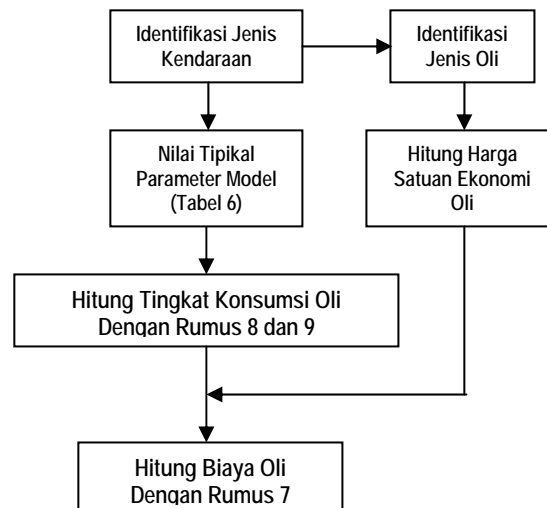 Identifikasi Jenis
Kendaraan
Identifikasi
Jenis Oli
Nilai Tipikal
Parameter Model
(Tabel 6)
Hitung Harga
Satuan Ekonomi
Oli
Hitung Tingkat Konsumsi Oli
Dengan Rumus 8 dan 9
Hitung Biaya Oli
Dengan Rumus 7